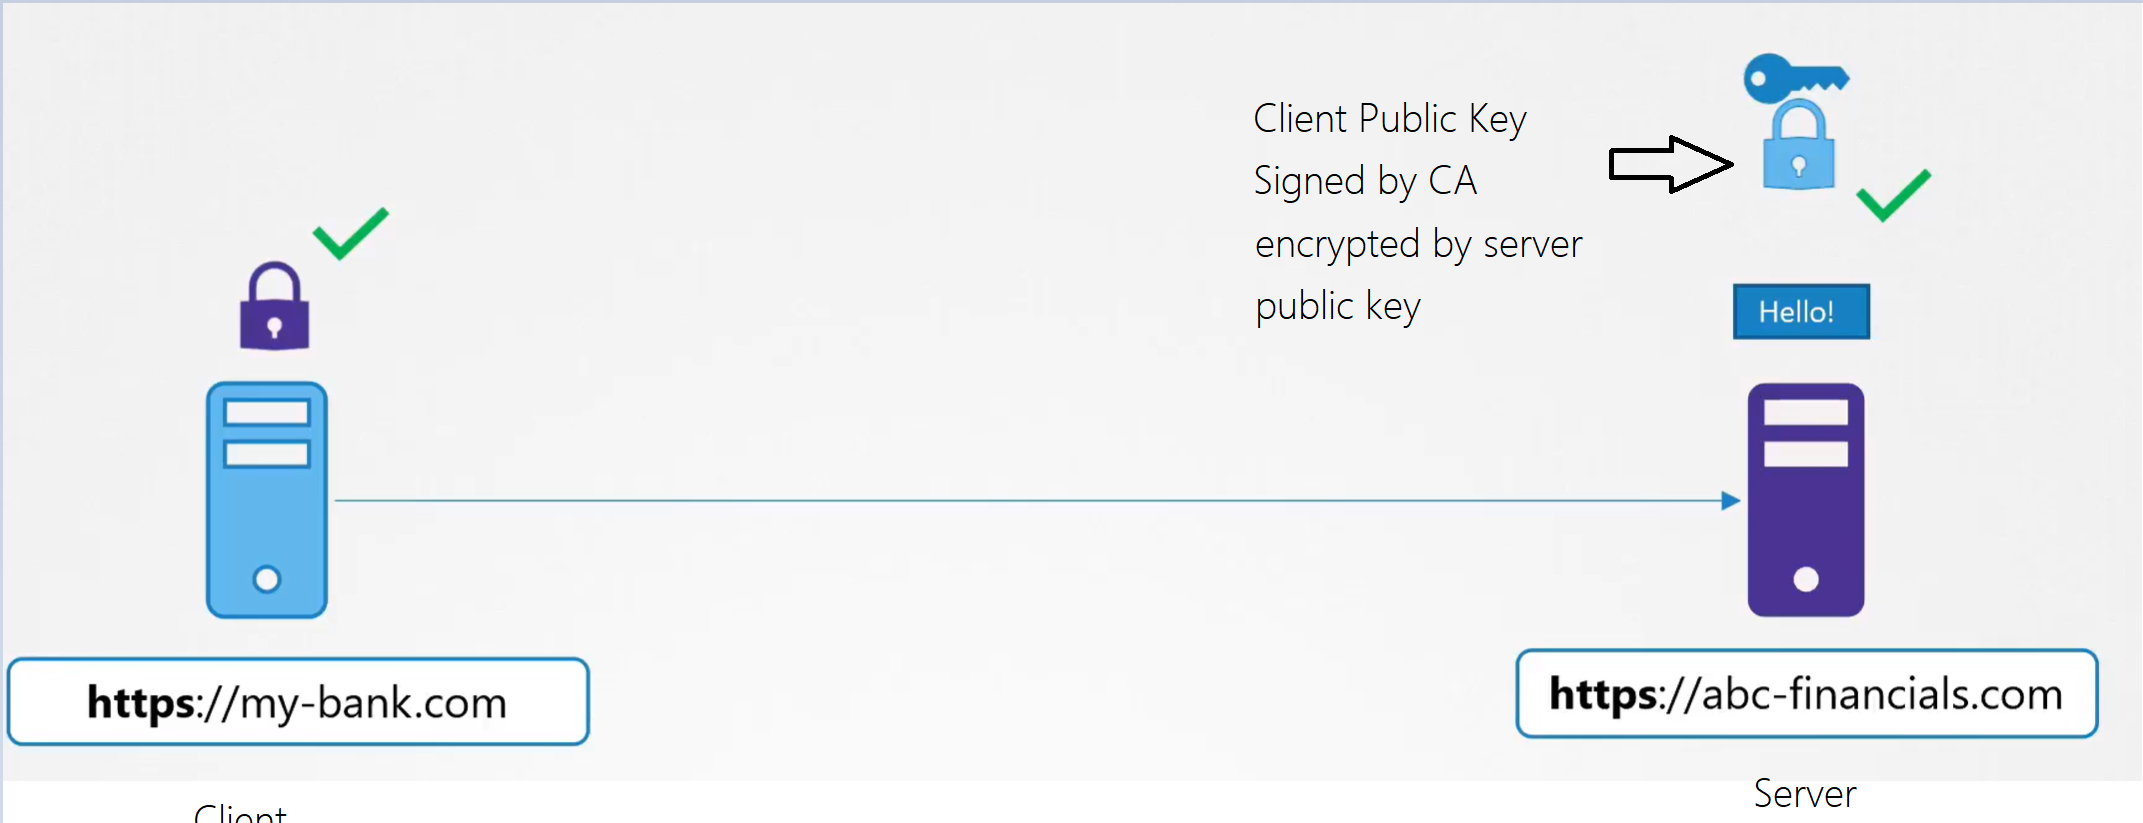 Client Public Key
Signed by CA
encrypted by server
public key
Hello!
https://my-bank.com
https://abc-financials.com
Client
Server